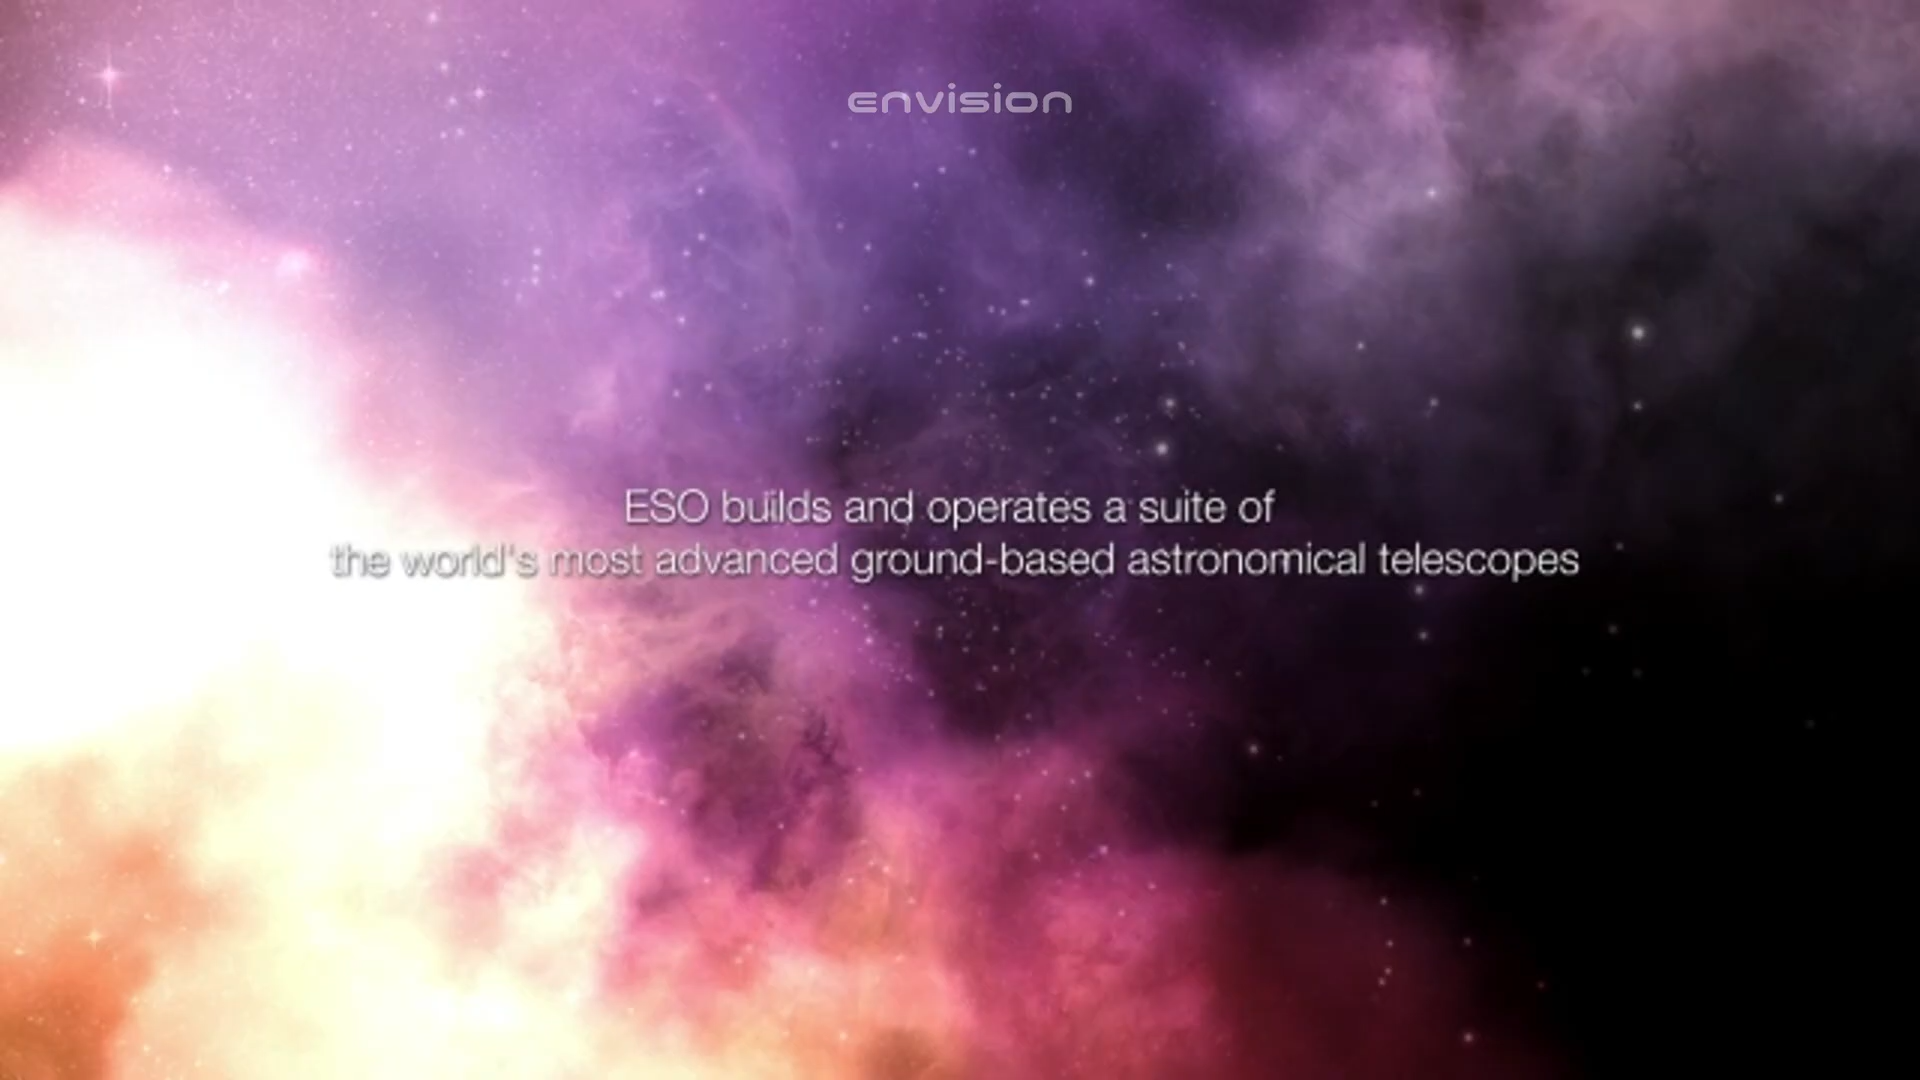 envision
ESO builds and operates a suite of
the world's most advanced ground-based astronomical telescopes